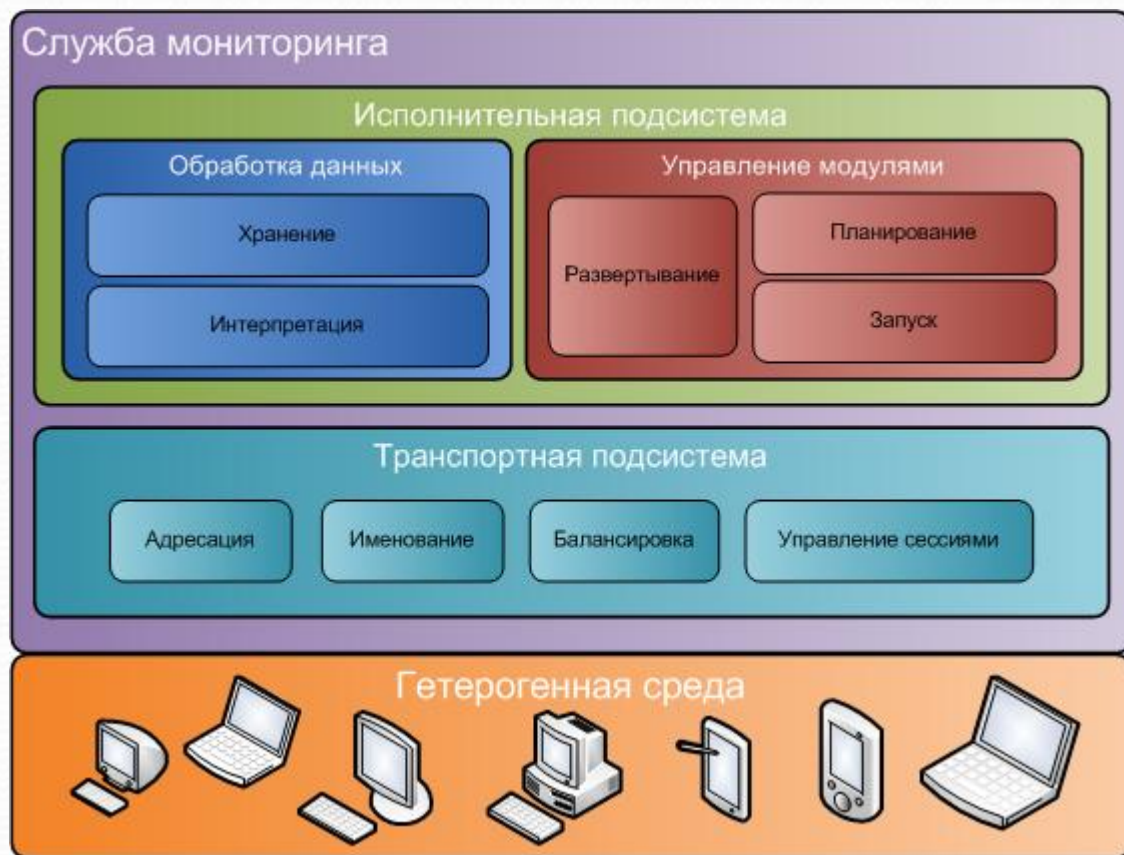 Служба мониторинга
Исполнительная подсистема
Обработка данных
Хранение
Интерпретация
Управление модулями
Развертывание
Планирование
Запуск
Транспортная подсистема
Адресация
Именование
Балансировка
Управление сессиями
Гетерогенная среда